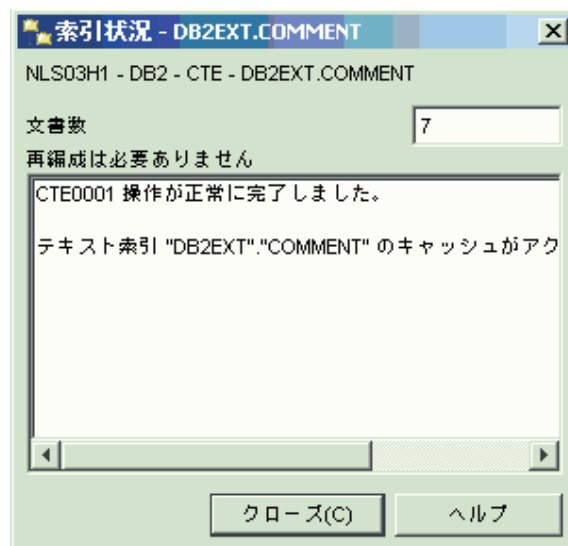 索引状況 - DB2EXT.COMMENT
NLS03H1 - DB2 - CTE - DB2EXT.COMMENT
文書数 7
再編成は必要ありません
CTE0001 操作が正常に完了しました。
テキスト索引 "DB2EXT"."COMMENT" のキャッシュがアク
クローズ(C) ヘルプ